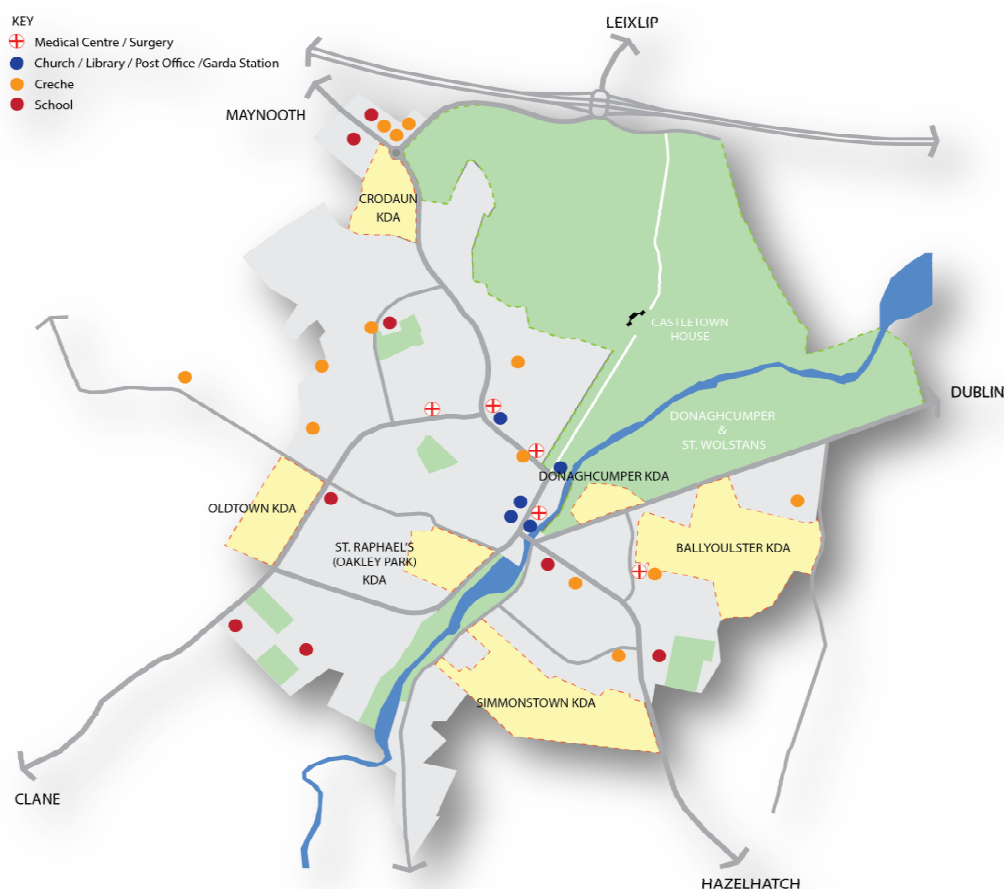 KEY
Medical Centre / Surgery
Church / Library / Post Office /Garda Station
Creche
School
LEIXLIP
MAYNOOTH
CRODAUN
KDA
CASTLETOWN
HOUSE
DUBLIN
DONAGHCUMPER
&
ST. WOLSTANS
DONAGHCUMPER KDA
OLDTOWN KDA
ST. RAPHAEL'S
(OAKLEY PARK)
KDA
BALLYOULSTER KDA
SIMMONSTOWN KDA
CLANE
HAZELHATCH